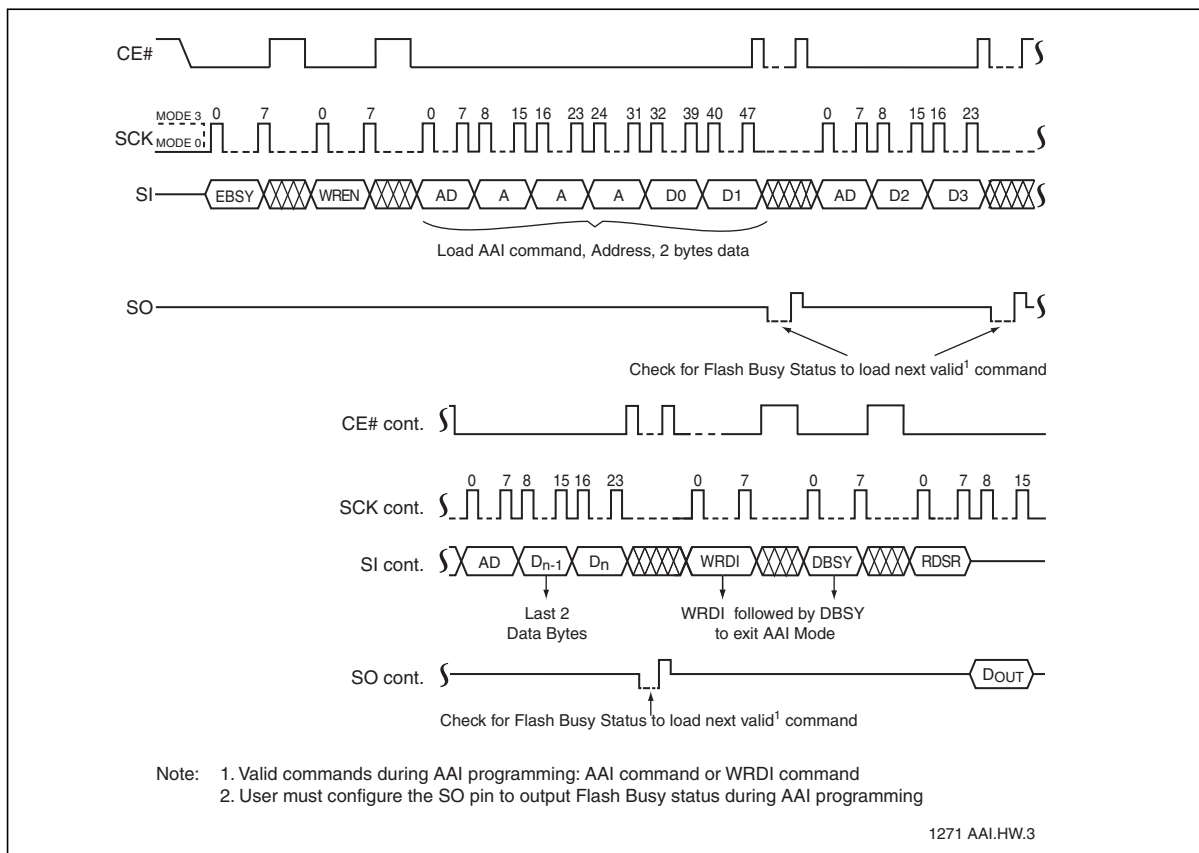 CE#
MODE 3
MODE 0
SCK
0 7 0 7 0 7 8 15 16 23 24 31 32 39 40 47 0 7 8 15 16 23
SI
EBSY WREN AD A A A D0 D1 AD D2 D3
Load AAI command, Address, 2 bytes data
SO
Check for Flash Busy Status to load next valid1 command
CE# cont.
0 7 8 15 16 23 0 7 0 7 0 7 8 15
SCK cont.
SI cont.
AD Dn-1 Dn WRDI DBSY RDSR
Last 2
Data Bytes
WRDI followed by DBSY
to exit AAI Mode
SO cont.
DOUT
Check for Flash Busy Status to load next valid1 command
Note: 1. Valid commands during AAI programming: AAI command or WRDI command
2. User must configure the SO pin to output Flash Busy status during AAI programming
1271 AAI.HW.3